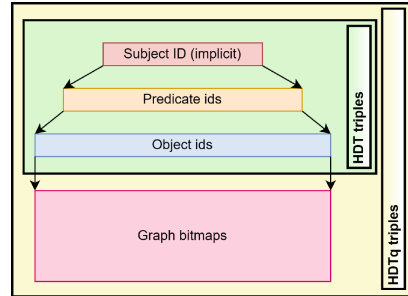 Subject ID (implicit)
Predicate ids
Object ids
Graph bitmaps
HDT triples
HDTq triples